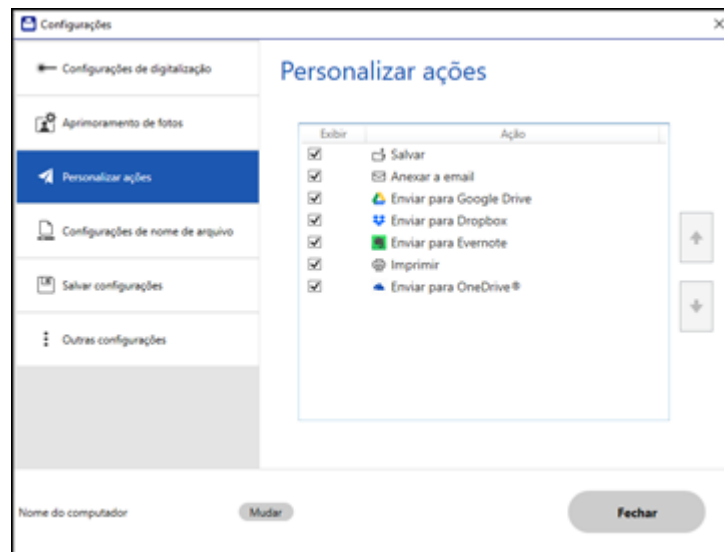 Configurações
Configurações de digitalização
Aprimoramento de fotos
Personalizar ações
Configurações de nome de arquivo
Salvar configurações
Outras configurações
Personalizar ações
Exibir Ação
Salvar
Anexar a email
Enviar para Google Drive
Enviar para Dropbox
Enviar para Evernote
Imprimir
Enviar para OneDrive®
Nome do computador Mudar Fechar